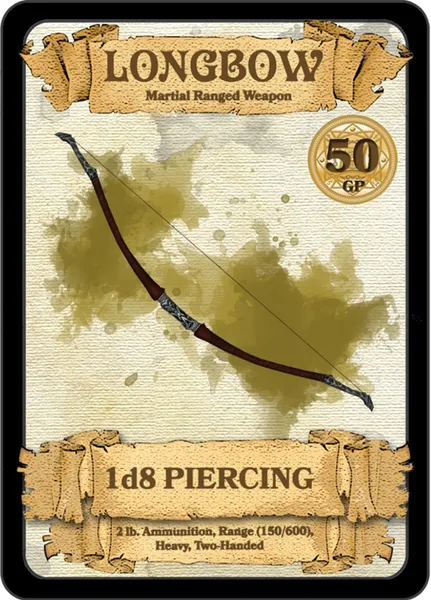 LONGBOW
Martial Ranged Weapon
50
GP
1d8 PIERCING
2 lb. Ammunition, Range (150/600),
Heavy, Two-Handed